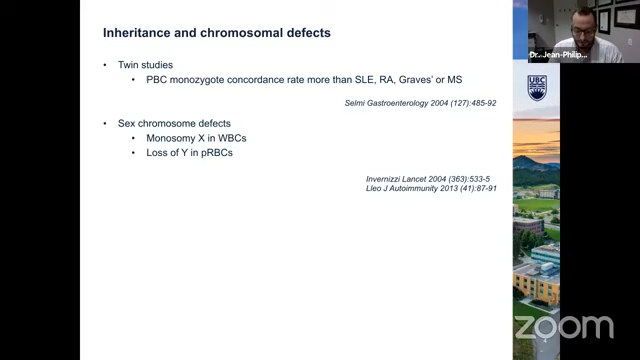 Inheritance and chromosomal defects
Dr. Jean-Philip...
• Twin studies
• PBC monozygote concordance rate more than SLE, RA, Graves' or MS
Selmi Gastroenterology 2004 (127):485-92
• Sex chromosome defects
• Monosomy X in WBCs
• Loss of Y in pRBCs
Invernizzi Lancet 2004 (363):533-5
Lleo J Autoimmunity 2013 (41):87-91
UBC
zoom
4